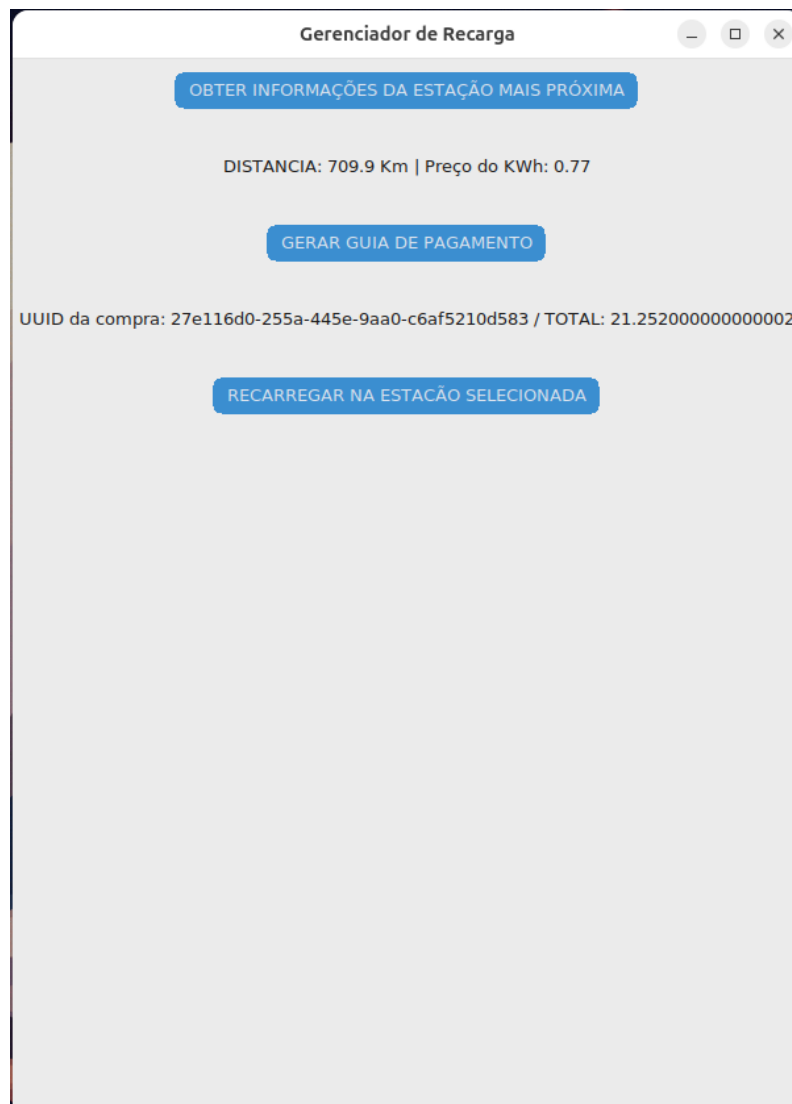 Gerenciador de Recarga
OBTER INFORMAÇÕES DA ESTAÇÃO MAIS PRÓXIMA
DISTANCIA: 709.9 Km | Preço do KWh: 0.77
GERAR GUIA DE PAGAMENTO
UUID da compra: 27e116d0-255a-445e-9aa0-c6af5210d583 / TOTAL: 21.252000000000002
RECARREGAR NA ESTACÃO SELECIONADA